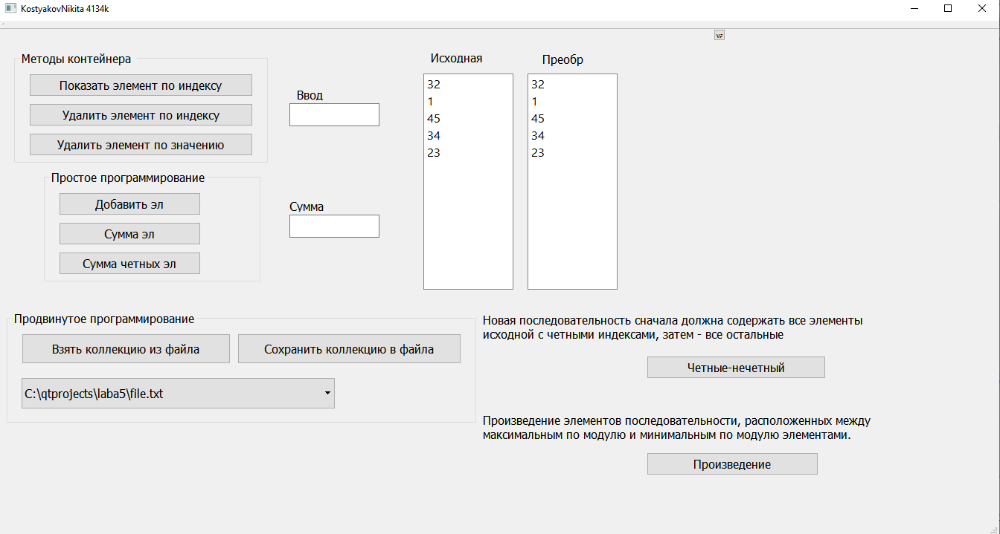 KostyakovNikita 4134k
Методы контейнера
Показать элемент по индексу
Удалить элемент по индексу
Удалить элемент по значению
Ввод
Простое программирование
Добавить эл
Сумма эл
Сумма четных эл
Сумма
Исходная
32
1
45
34
23
Преобр
32
1
45
34
23
Продвинутое программирование
Взять коллекцию из файла
Сохранить коллекцию в файла
C:\qtprojects\laba5\file.txt
Новая последовательность сначала должна содержать все элементы
исходной с четными индексами, затем - все остальные
Четные-нечетный
Произведение элементов последовательности, расположенных между
максимальным по модулю и минимальным по модулю элементами.
Произведение